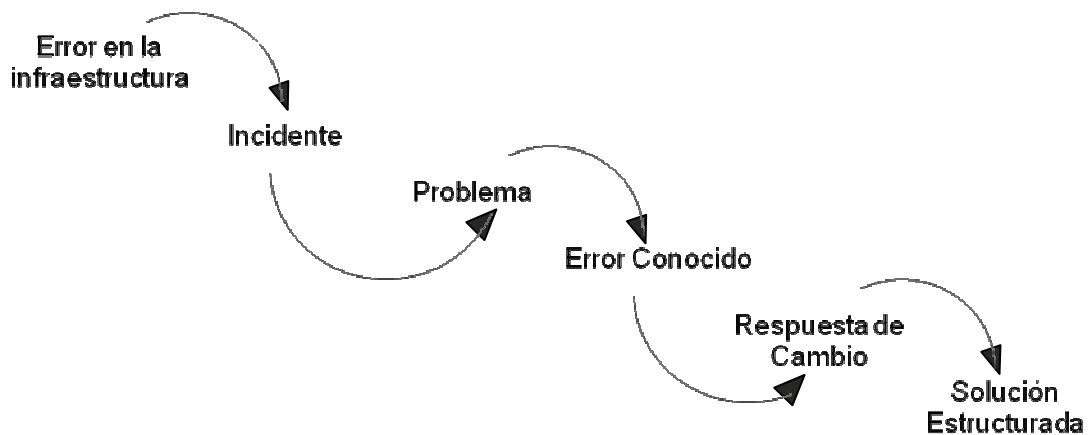 Error en la
infraestructura
Incidente
Problema
Error Conocido
Respuesta de
Cambio
Solución
Estructurada